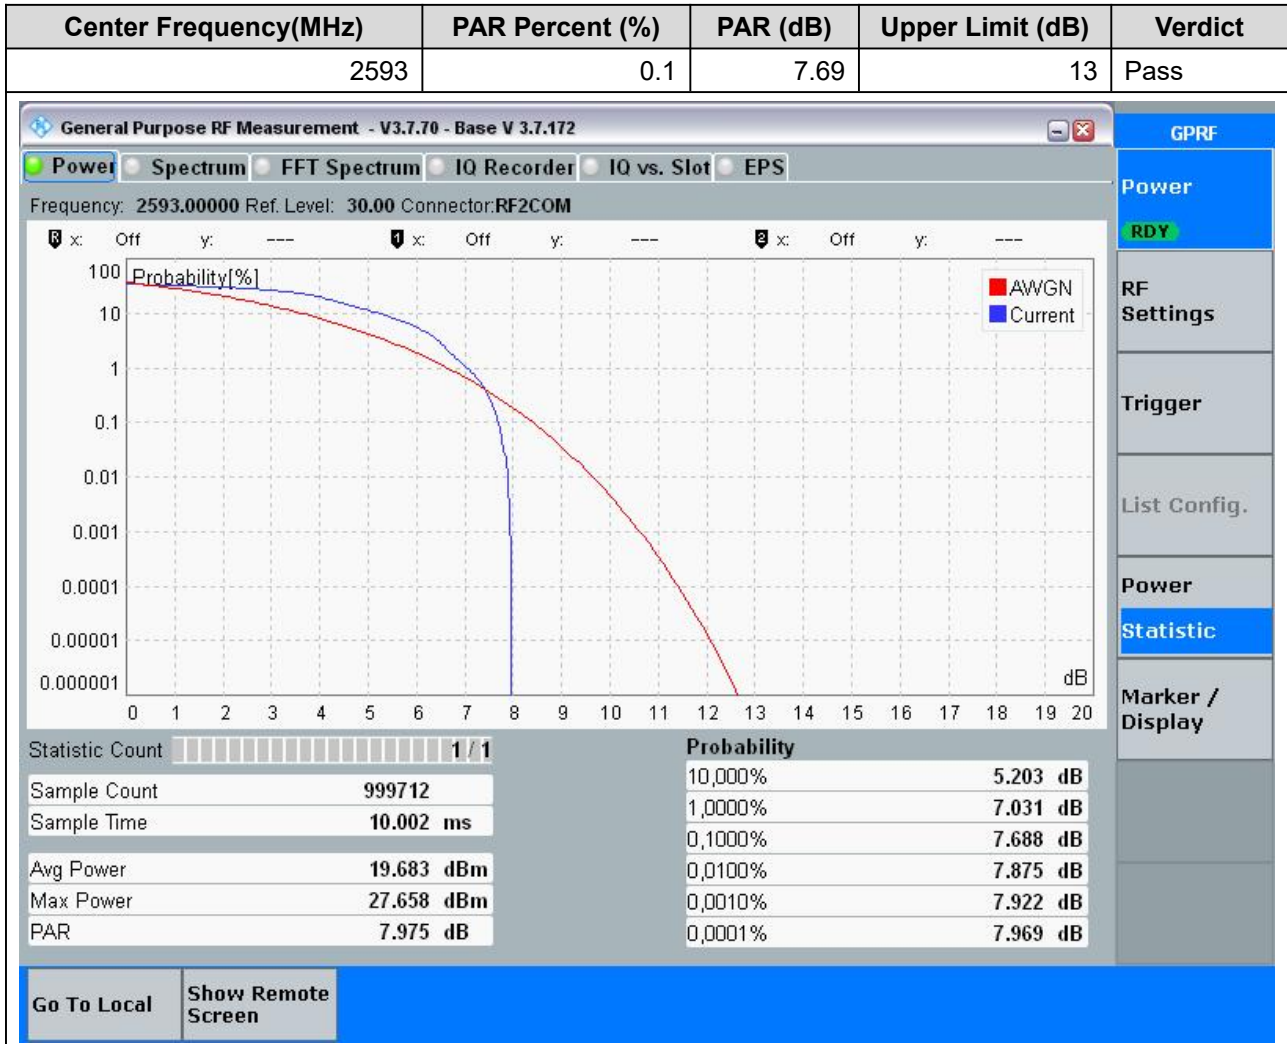 Center Frequency(MHz) PAR Percent (%) PAR (dB) Upper Limit (dB) Verdict
2593 0.1 7.69 13 Pass
General Purpose RF Measurement - V3.7.70 - Base V 3.7.172
GPRF
Power Spectrum FFT Spectrum IQ Recorder IQ vs. Slot EPS
Frequency: 2593.00000 Ref. Level: 30.00 Connector:RF2COM
R x: Off y: --- 1 x: Off y: --- 2 x: Off y: ---
Power
RDY
RF
Settings
Trigger
List Config.
Power
Statistic
Marker /
Display
Probability[%]
AWGN
Current
100
10
1
0.1
0.01
0.001
0.0001
0.00001
0.000001
dB
0 1 2 3 4 5 6 7 8 9 10 11 12 13 14 15 16 17 18 19 20
Statistic Count 1 / 1
Sample Count 999712
Sample Time 10.002 ms
Avg Power 19.683 dBm
Max Power 27.658 dBm
PAR 7.975 dB
Probability
10,000% 5.203 dB
1,0000% 7.031 dB
0,1000% 7.688 dB
0,0100% 7.875 dB
0,0010% 7.922 dB
0,0001% 7.969 dB
Go To Local
Show Remote
Screen